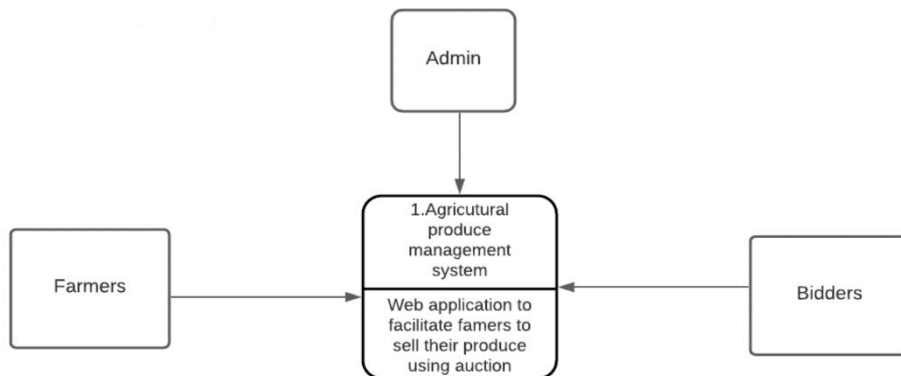 Admin
1.Agricutural
produce
management
system
Farmers
Web application to
facilitate famers to
sell their produce
using auction
Bidders